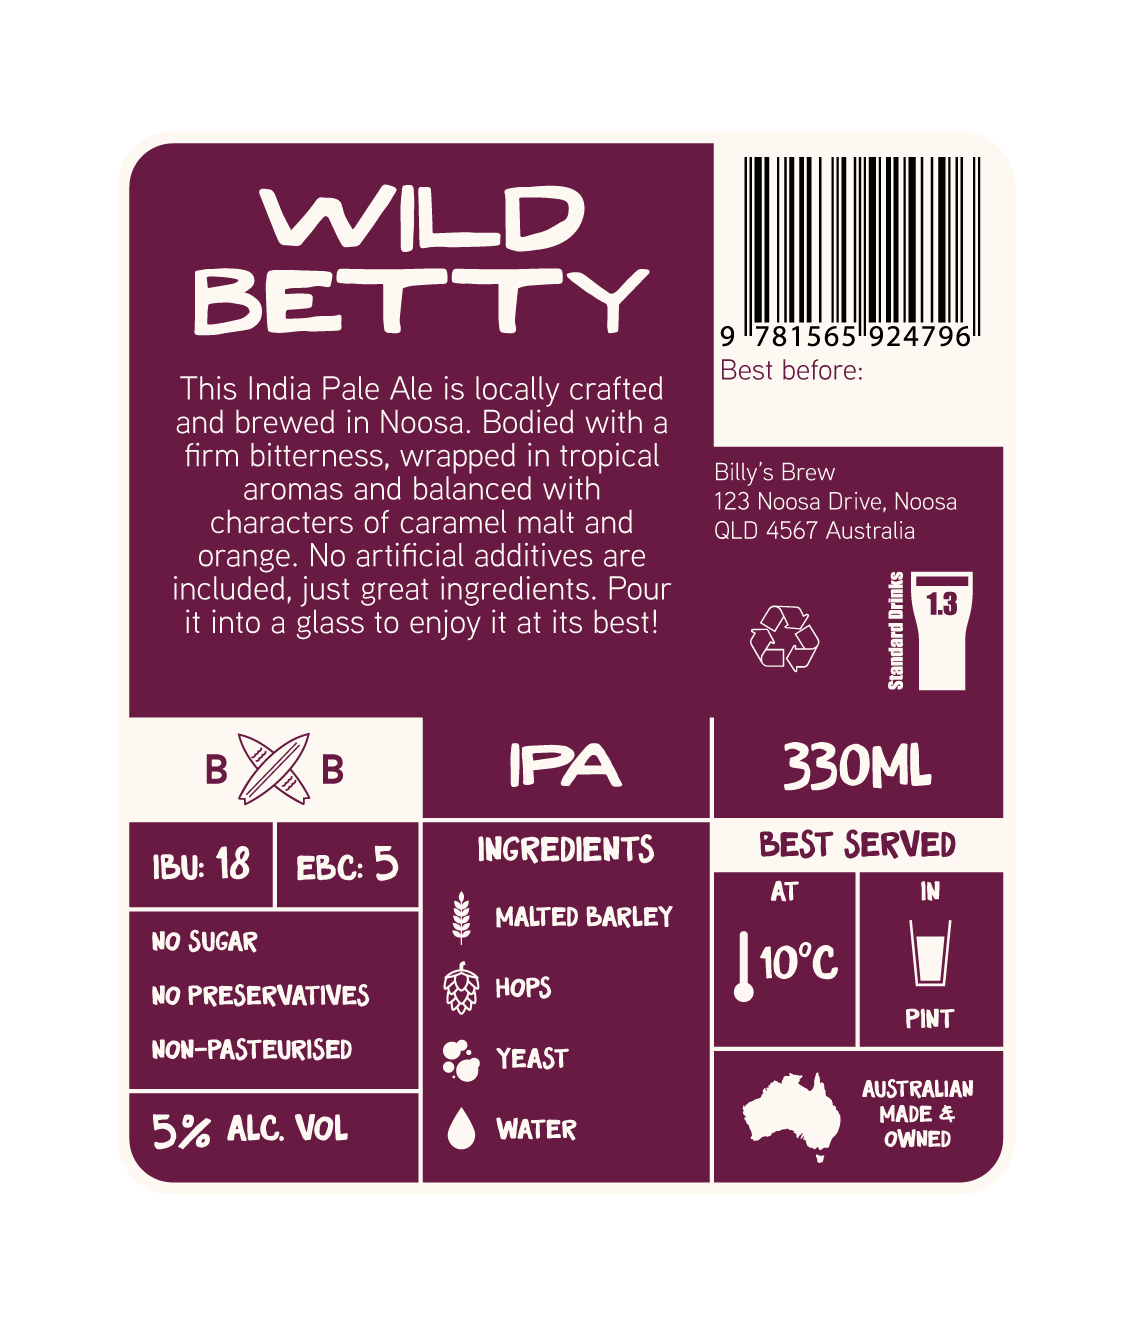 WILD
BETTY
This India Pale Ale is locally crafted
and brewed in Noosa. Bodied with a
firm bitterness, wrapped in tropical
aromas and balanced with
characters of caramel malt and
orange. No artificial additives are
included, just great ingredients. Pour
it into a glass to enjoy it at its best!
9 781565 924796
Best before:
Billy's Brew
123 Noosa Drive, Noosa
QLD 4567 Australia
Standard Drinks
1.3
B B
IPA
330ML
IBU: 18
EBC: 5
NO SUGAR
NO PRESERVATIVES
NON-PASTEURISED
5% ALC. VOL
INGREDIENTS
MALTED BARLEY
HOPS
YEAST
WATER
BEST SERVED
AT
10°C
IN
PINT
AUSTRALIAN
MADE &
OWNED